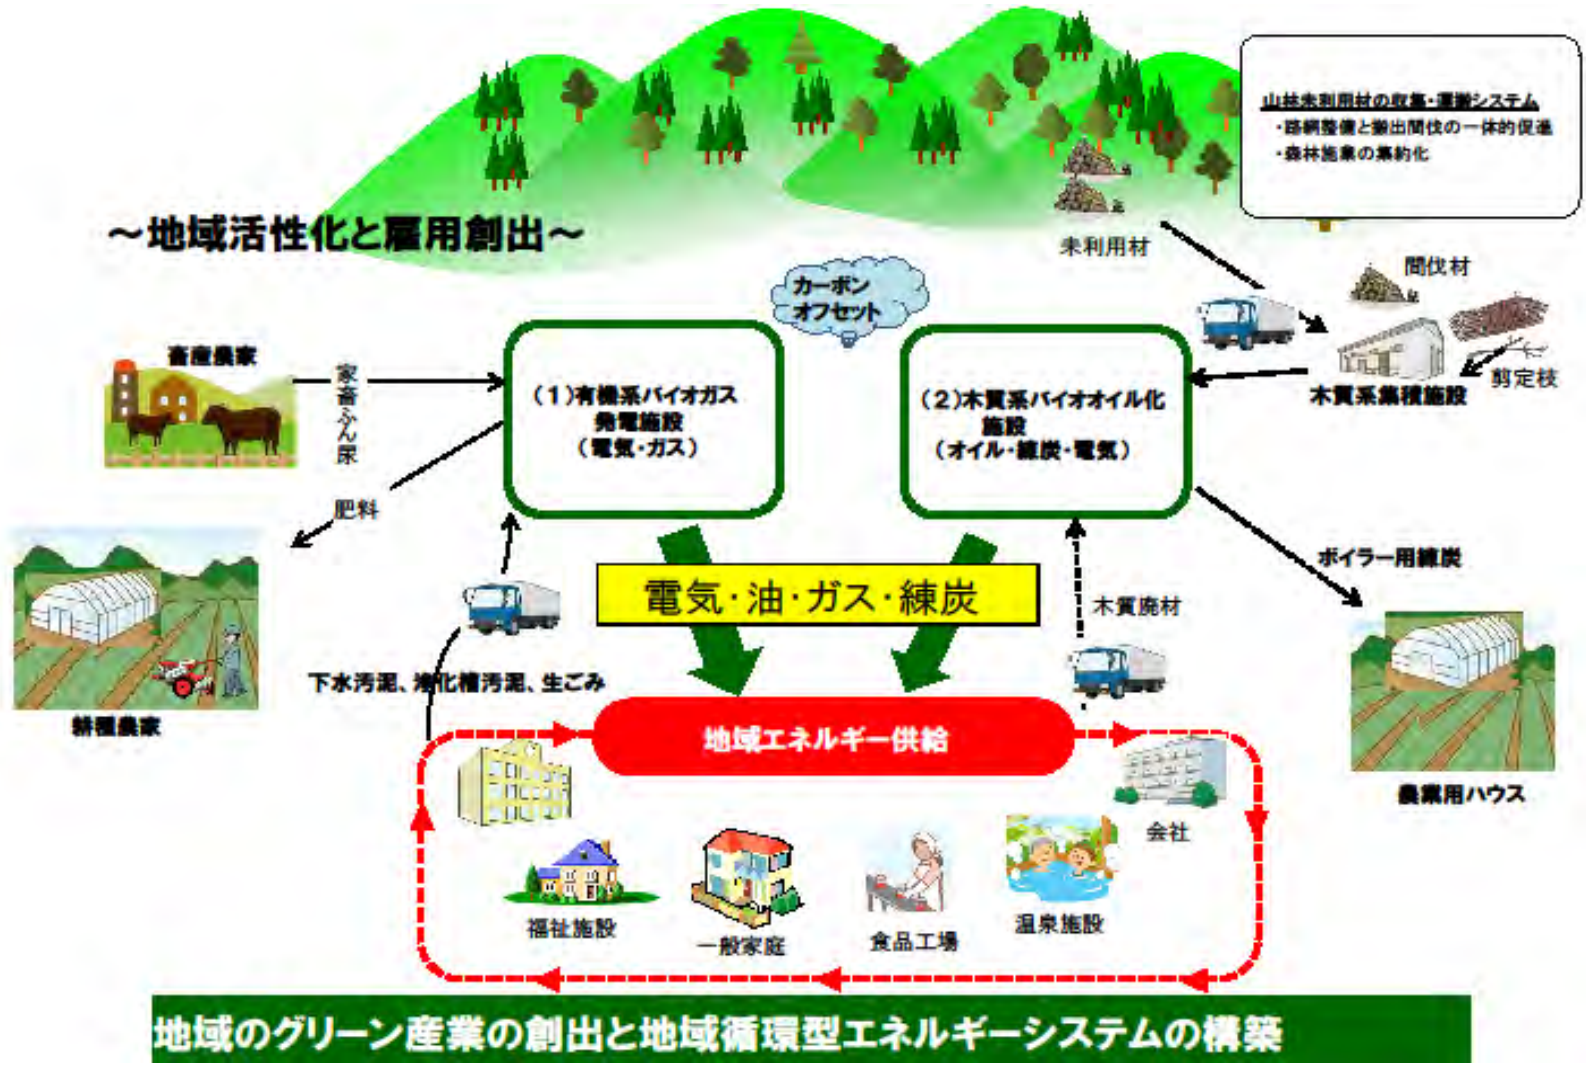 山林未利用材の収集・運搬システム
・路網整備と搬出間伐の一体的促進
・森林施業の集約化
～地域活性化と雇用創出～
未利用材
間伐材
カーボン
オフセット
畜産農家
家畜ふん尿
(1)有機系バイオガス
発電施設
(電気・ガス)
(2)木質系バイオオイル化
施設
(オイル・練炭・電気)
木質系集積施設
剪定枝
肥料
ボイラー用練炭
電気・油・ガス・練炭
木質廃材
下水汚泥、浄化槽汚泥、生ごみ
耕種農家
地域エネルギー供給
農業用ハウス
会社
福祉施設
一般家庭
食品工場
温泉施設
地域のグリーン産業の創出と地域循環型エネルギーシステムの構築